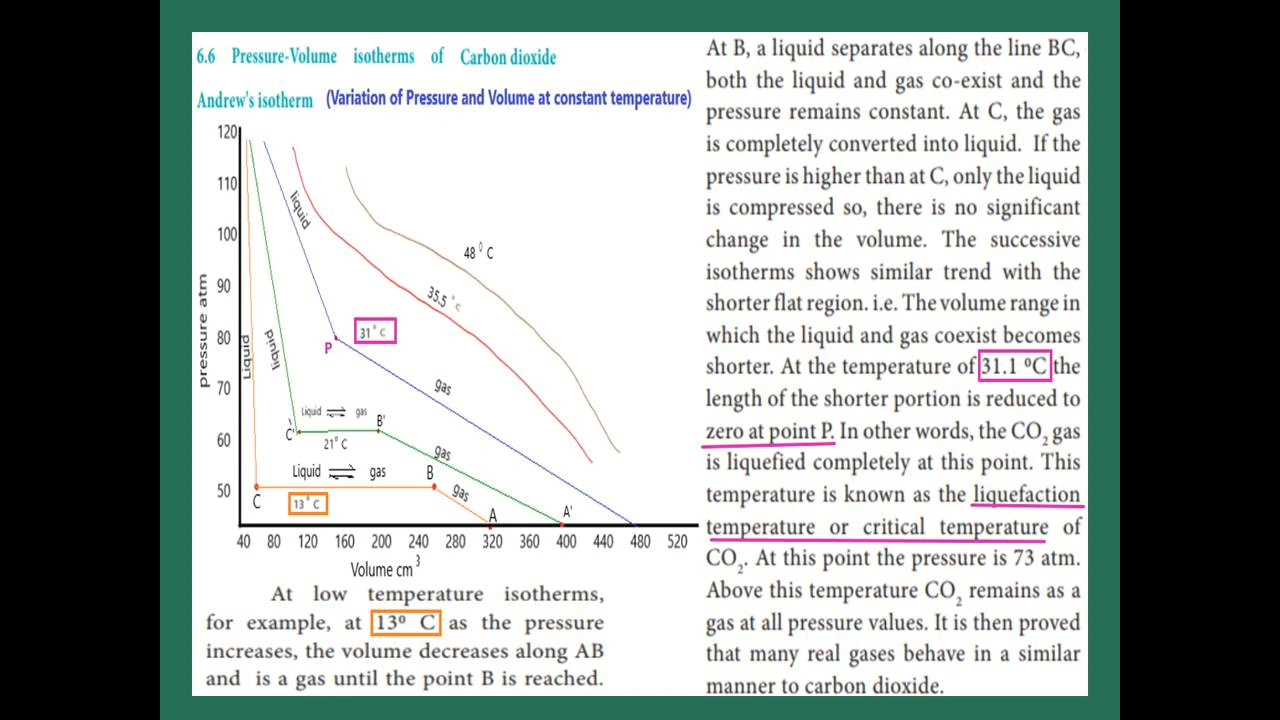 6.6 Pressure-Volume isotherms of Carbon dioxide
Andrew's isotherm (Variation of Pressure and Volume at constant temperature)
120
110
100
90
80
70
60
50
pressure atm
liquid
48 ° C
35.5 ° c
31° c
P
Liquid
liquid
gas
Liquid ⇌ gas
C'
B'
21° C
gas
Liquid ⇌ gas
B
gas
C
13° C
A
A'
40 80 120 160 200 240 280 320 360 400 440 480 520
Volume cm³
At low temperature isotherms,
for example, at 13º C as the pressure
increases, the volume decreases along AB
and is a gas until the point B is reached.
At B, a liquid separates along the line BC,
both the liquid and gas co-exist and the
pressure remains constant. At C, the gas
is completely converted into liquid. If the
pressure is higher than at C, only the liquid
is compressed so, there is no significant
change in the volume. The successive
isotherms shows similar trend with the
shorter flat region. i.e. The volume range in
which the liquid and gas coexist becomes
shorter. At the temperature of 31.1 ºC the
length of the shorter portion is reduced to
zero at point P. In other words, the CO₂ gas
is liquefied completely at this point. This
temperature is known as the liquefaction
temperature or critical temperature of
CO₂. At this point the pressure is 73 atm.
Above this temperature CO₂ remains as a
gas at all pressure values. It is then proved
that many real gases behave in a similar
manner to carbon dioxide.